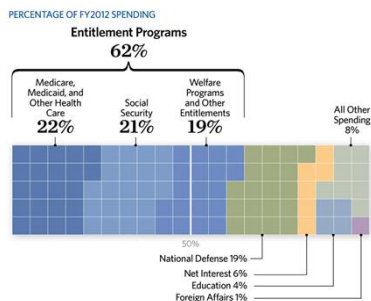 PERCENTAGE OF FY2012 SPENDING
Entitlement Programs
62%
Medicare,
Medicaid, and
Other Health
Care
22%
Social
Security
21%
Welfare
Programs
and Other
Entitlements
19%
All Other
Spending
8%
50%
National Defense 19%
Net Interest 6%
Education 4%
Foreign Affairs 1%